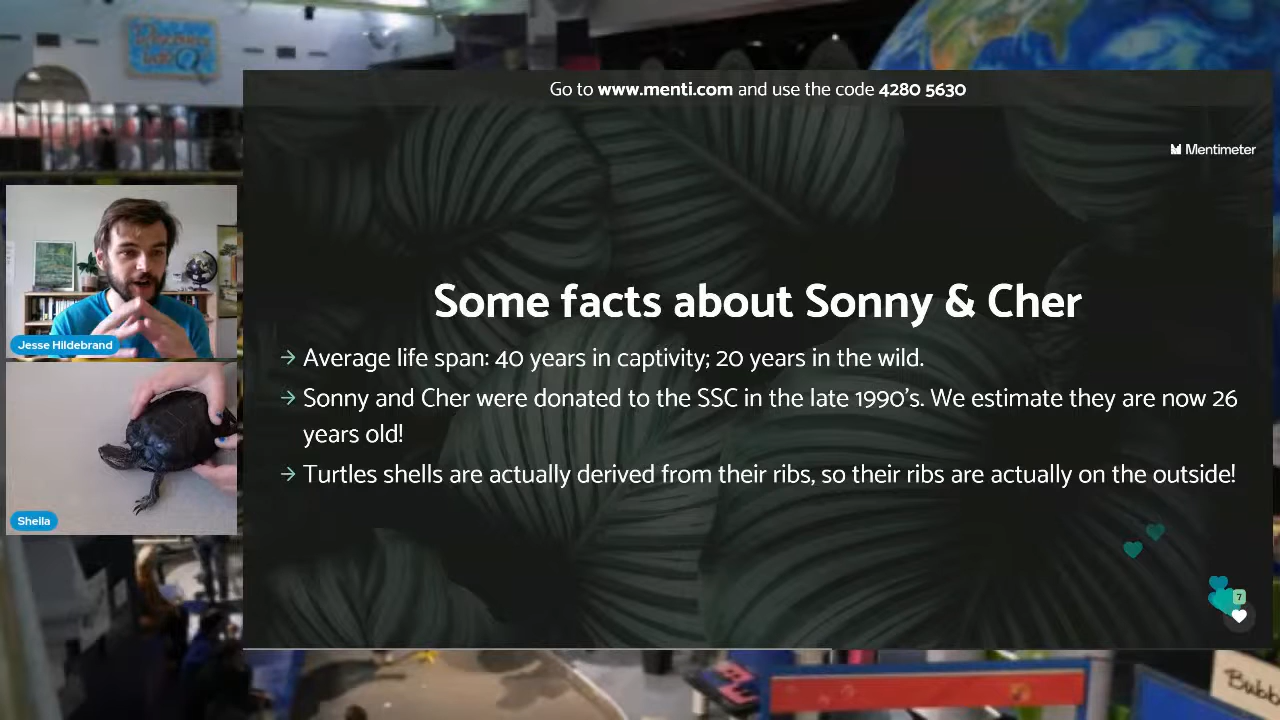 Go to www.menti.com and use the code 4280 5630
Mentimeter
Jesse Hildebrand
Some facts about Sonny & Cher
→ Average life span: 40 years in captivity; 20 years in the wild.
→ Sonny and Cher were donated to the SSC in the late 1990's. We estimate they are now 26
years old!
→ Turtles shells are actually derived from their ribs, so their ribs are actually on the outside!
Sheila
7